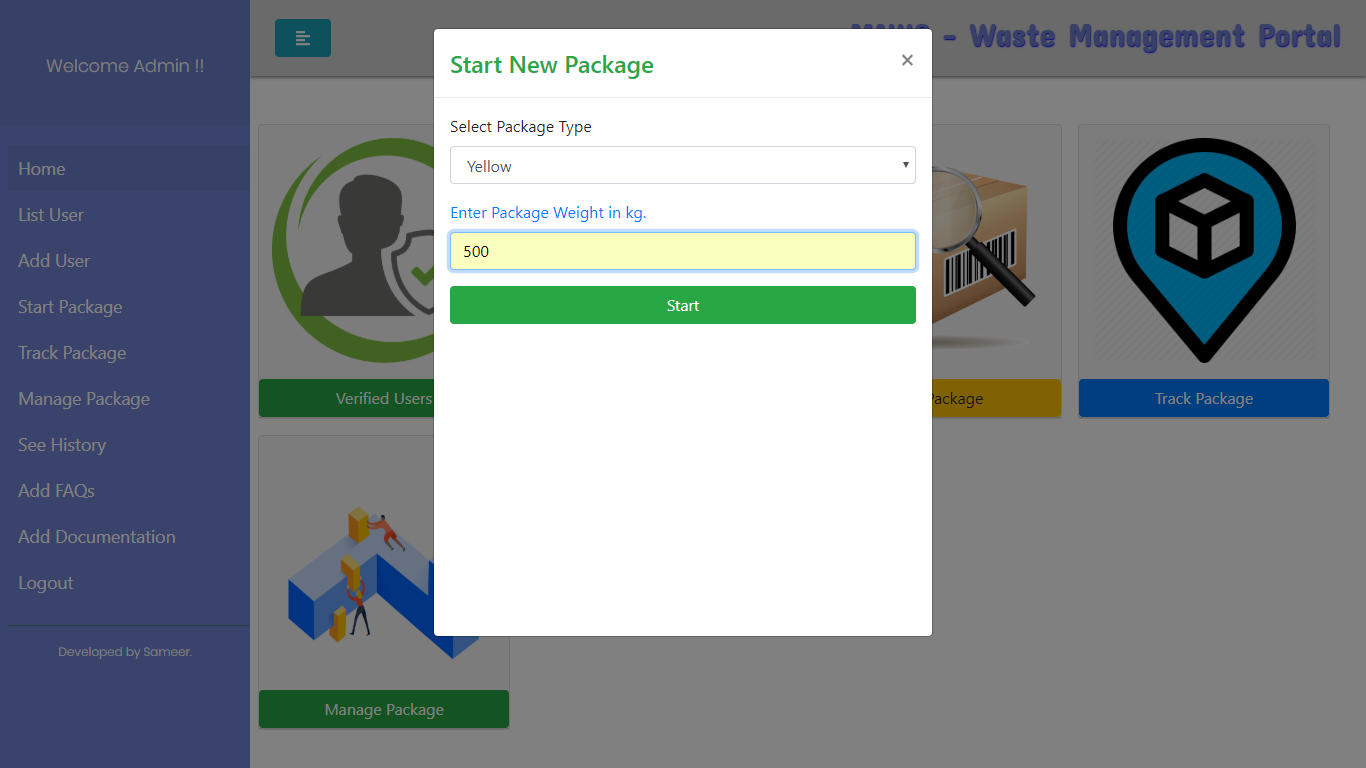 Welcome Admin !!
Home
List User
Add User
Start Package
Track Package
Manage Package
See History
Add FAQs
Add Documentation
Logout
Developed by Sameer.
- Waste Management Portal
Start New Package
×
Select Package Type
Yellow
Enter Package Weight in kg.
500
Start
Verified Users
Package
Track Package
Manage Package